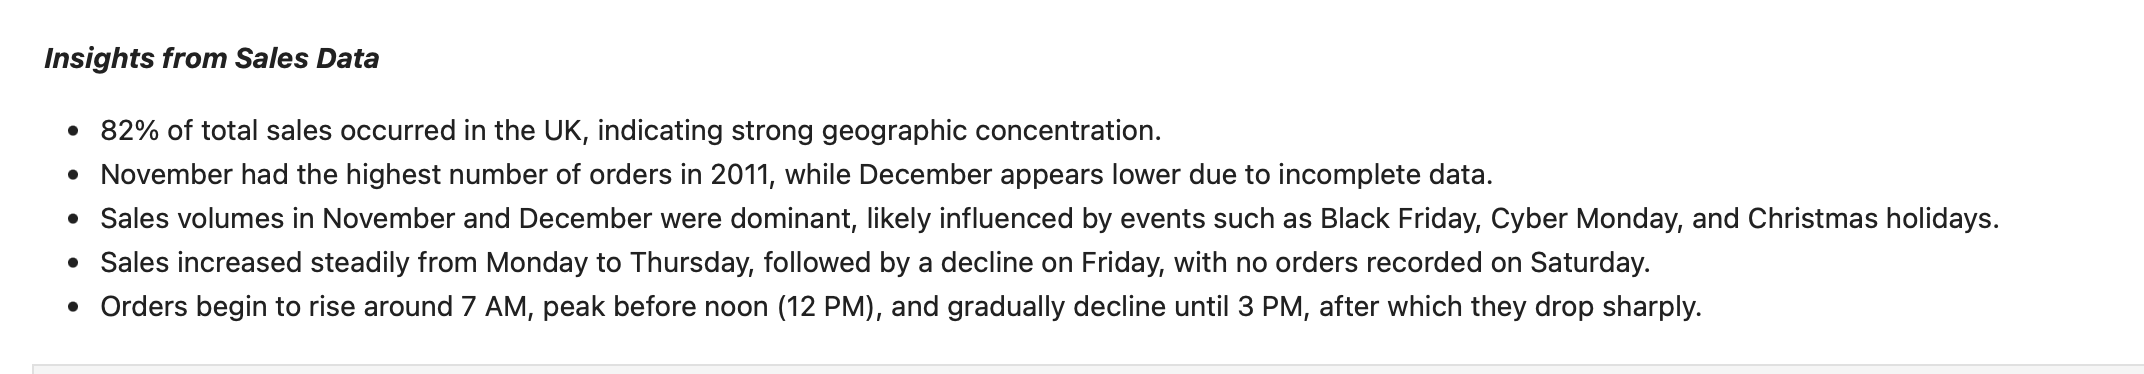 Insights from Sales Data
• 82% of total sales occurred in the UK, indicating strong geographic concentration.
• November had the highest number of orders in 2011, while December appears lower due to incomplete data.
• Sales volumes in November and December were dominant, likely influenced by events such as Black Friday, Cyber Monday, and Christmas holidays.
• Sales increased steadily from Monday to Thursday, followed by a decline on Friday, with no orders recorded on Saturday.
• Orders begin to rise around 7 AM, peak before noon (12 PM), and gradually decline until 3 PM, after which they drop sharply.